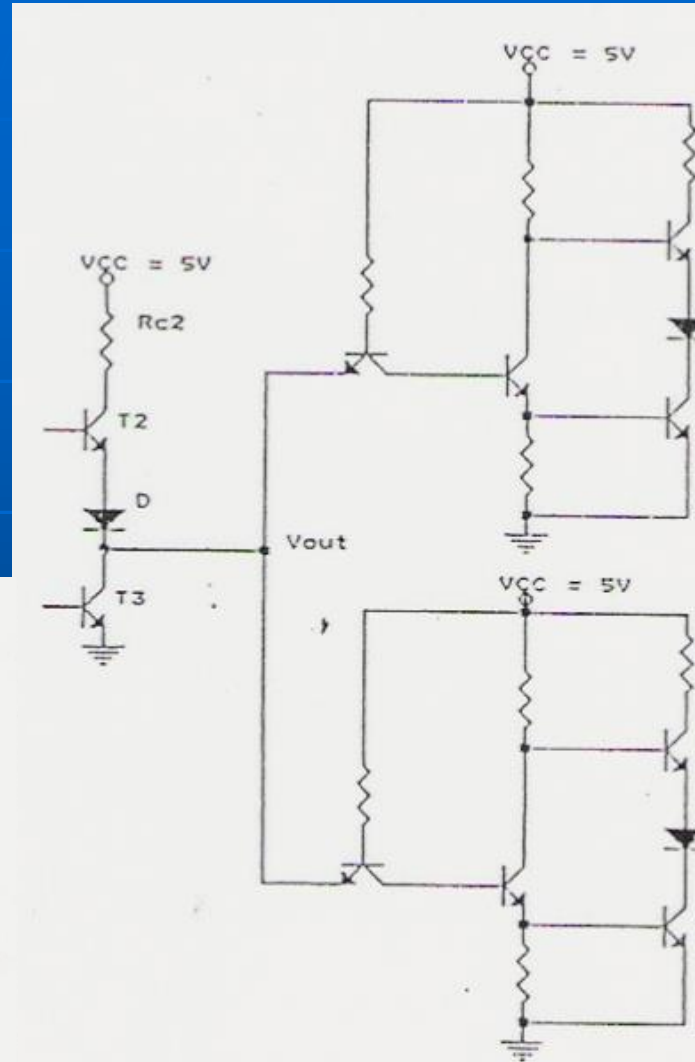 VCC = 5V
VCC = 5V
Rc2
T2
D
Vout
T3
VCC = 5V